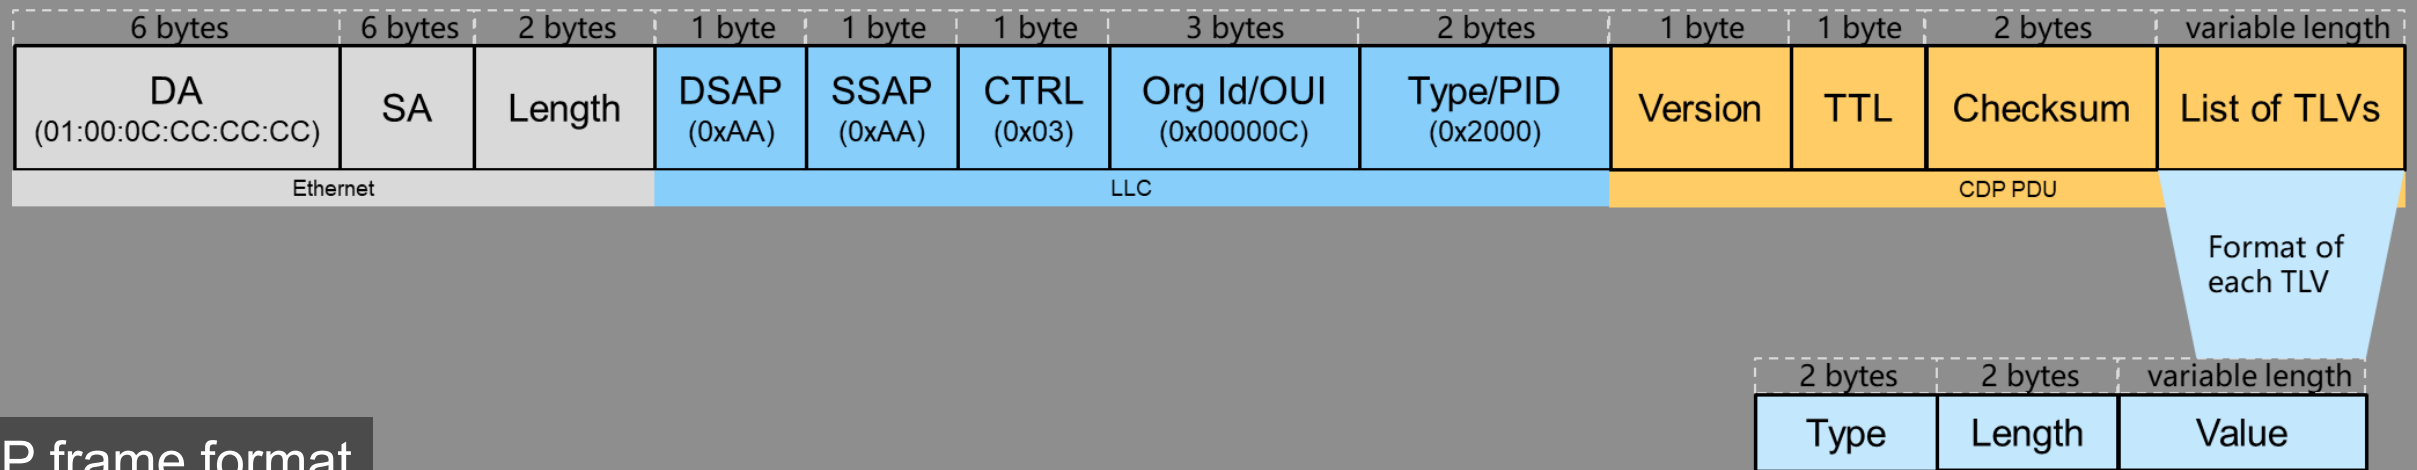 6 bytes 6 bytes 2 bytes 1 byte 1 byte 1 byte 3 bytes 2 bytes 1 byte 1 byte 2 bytes variable length
DA SA Length DSAP SSAP CTRL Org Id/OUI Type/PID Version TTL Checksum List of TLVs
(01:00:0C:CC:CC:CC) (0xAA) (0xAA) (0x03) (0x00000C) (0x2000)
Ethernet LLC CDP PDU
Format of
each TLV
2 bytes 2 bytes variable length
Type Length Value
P frame format